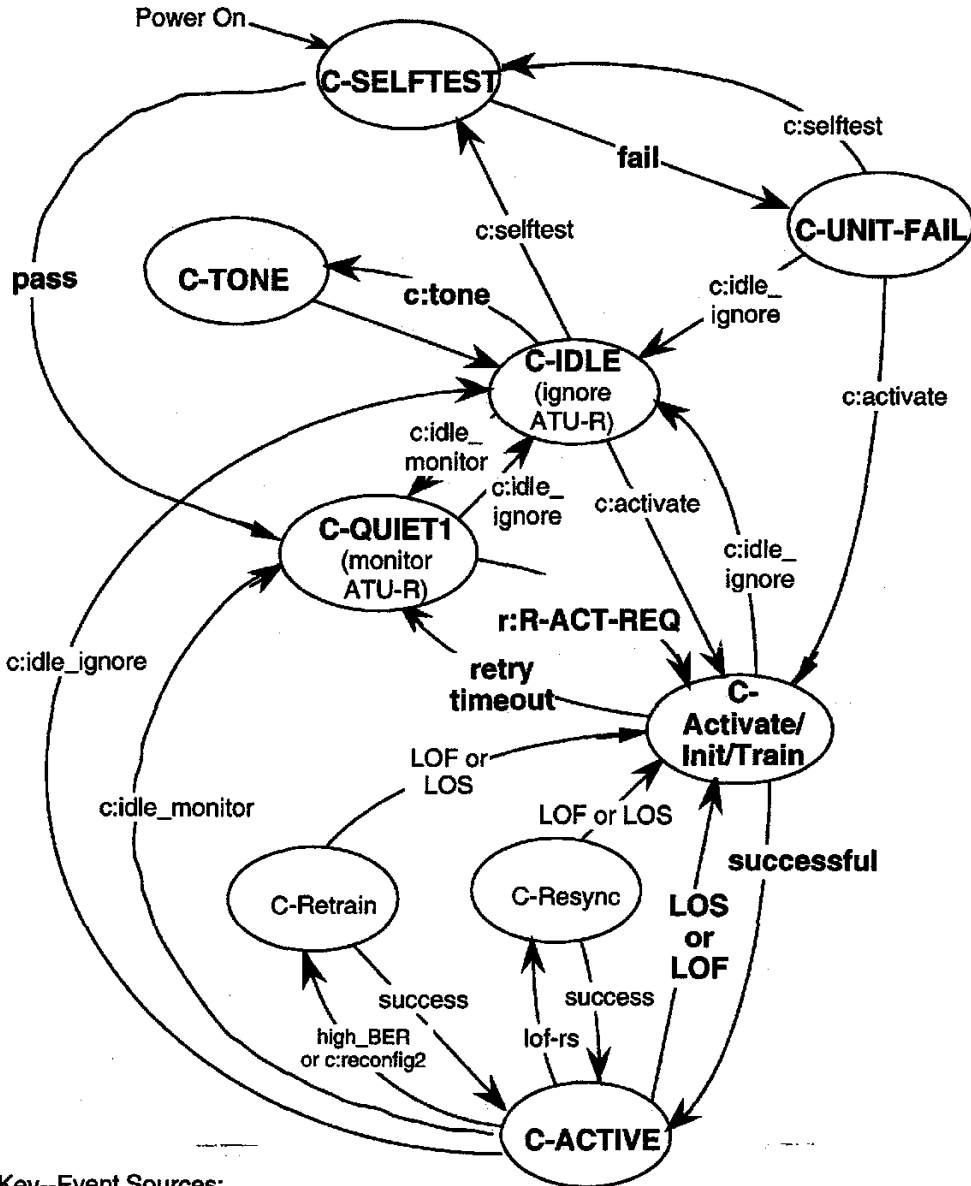 Power On
C-SELFTEST
c:selftest
fail
C-UNIT-FAIL
c:selftest
pass
C-TONE
c:tone
c:idle_
ignore
C-IDLE
(ignore
ATU-R)
c:activate
c:idle_
monitor
c:idle_
ignore
c:activate
C-QUIET1
(monitor
ATU-R)
c:idle_
ignore
r:R-ACT-REQ
c:idle_ignore
retry
timeout
C-
Activate/
Init/Train
LOF or
LOS
c:idle_monitor
LOF or LOS
successful
C-Retrain
C-Resync
LOS
or
LOF
success
success
high_BER
or c:reconfig2
lof-rs
C-ACTIVE
Key--Event Sources: